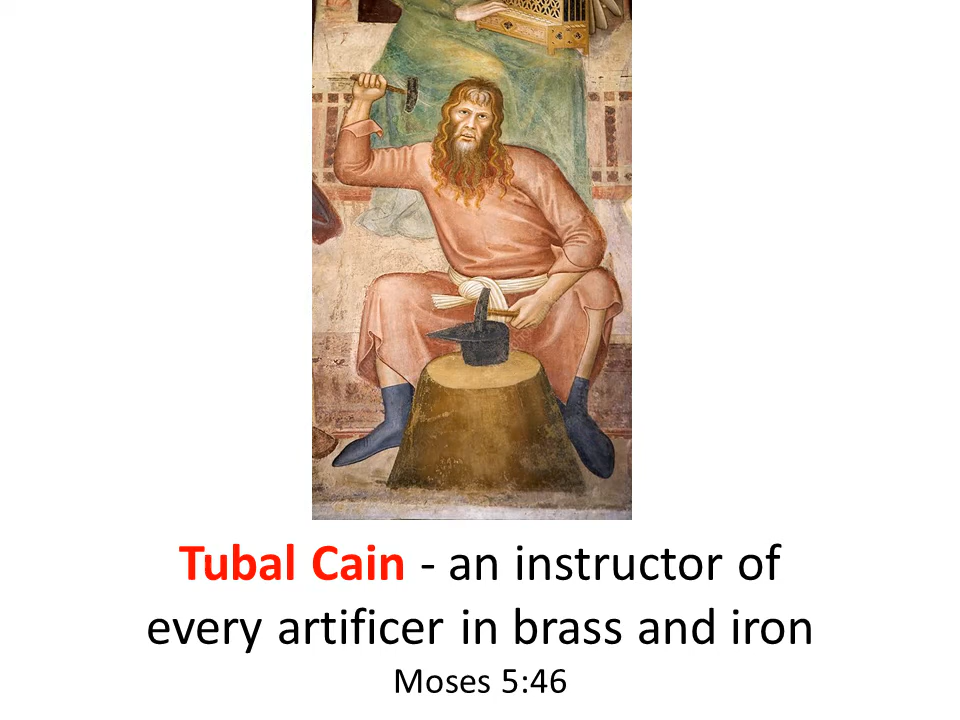 Tubal Cain - an instructor of
every artificer in brass and iron
Moses 5:46